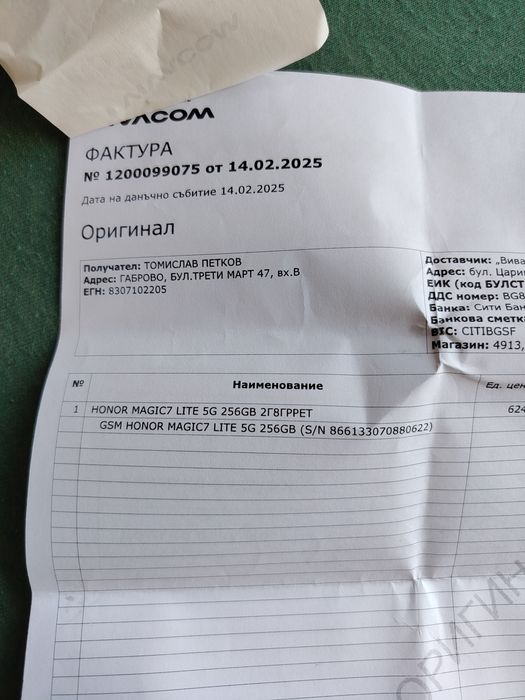 VIVACOM
ФАКТУРА
№ 1200099075 от 14.02.2025
Дата на данъчно събитие 14.02.2025
Оригинал
Получател: ТОМИСЛАВ ПЕТКОВ
Адрес: ГАБРОВО, БУЛ.ТРЕТИ МАРТ 47, вх.В
ЕГН: 8307102205
Доставчик: „Вива
Адрес: бул. Цари
ЕИК (код БУЛСТ
ДДС номер: BG8
Банка: Сити Бан
Банкова сметка
BIC: CITIBGSF
Магазин: 4913,
№ Наименование Ед. цен
1 HONOR MAGIC7 LITE 5G 256GB 2Г8ГРРЕТ 624
GSM HONOR MAGIC7 LITE 5G 256GB (S/N 866133070880622)
ОРИГИН